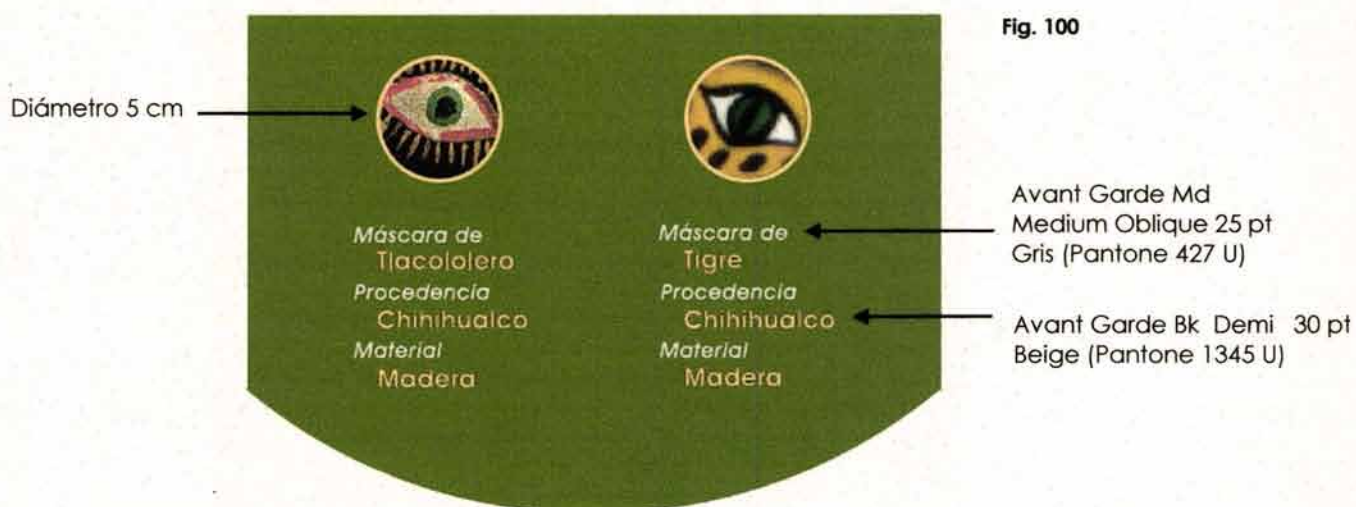 Fig. 100
Diámetro 5 cm
Máscara de
Tlacololero
Procedencia
Chihihualco
Material
Madera
Máscara de
Tigre
Procedencia
Chihihualco
Material
Madera
Avant Garde Md
Medium Oblique 25 pt
Gris (Pantone 427 U)
Avant Garde Bk Demi 30 pt
Beige (Pantone 1345 U)